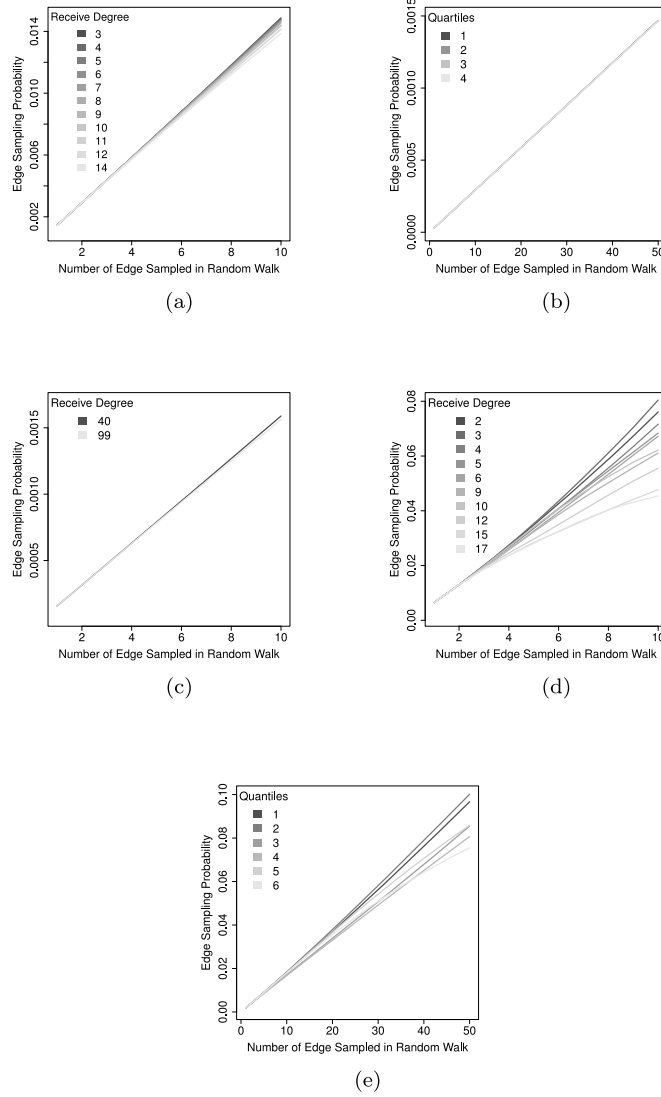 Receive Degree
3
4
5
6
7
8
9
10
11
12
14
0.002
0.006
0.010
0.014
Edge Sampling Probability
2 4 6 8 10
Number of Edge Sampled in Random Walk
(a)
Quartiles
1
2
3
4
0.0000
0.0005
0.0010
0.0015
Edge Sampling Probability
0 10 20 30 40 50
Number of Edge Sampled in Random Walk
(b)
Receive Degree
40
99
0.0005
0.0010
0.0015
Edge Sampling Probability
2 4 6 8 10
Number of Edge Sampled in Random Walk
(c)
Receive Degree
2
3
4
5
6
9
10
12
15
17
0.00
0.02
0.04
0.06
0.08
Edge Sampling Probability
2 4 6 8 10
Number of Edge Sampled in Random Walk
(d)
Quantiles
1
2
3
4
5
6
0.00
0.02
0.04
0.06
0.08
0.10
Edge Sampling Probability
0 10 20 30 40 50
Number of Edge Sampled in Random Walk
(e)